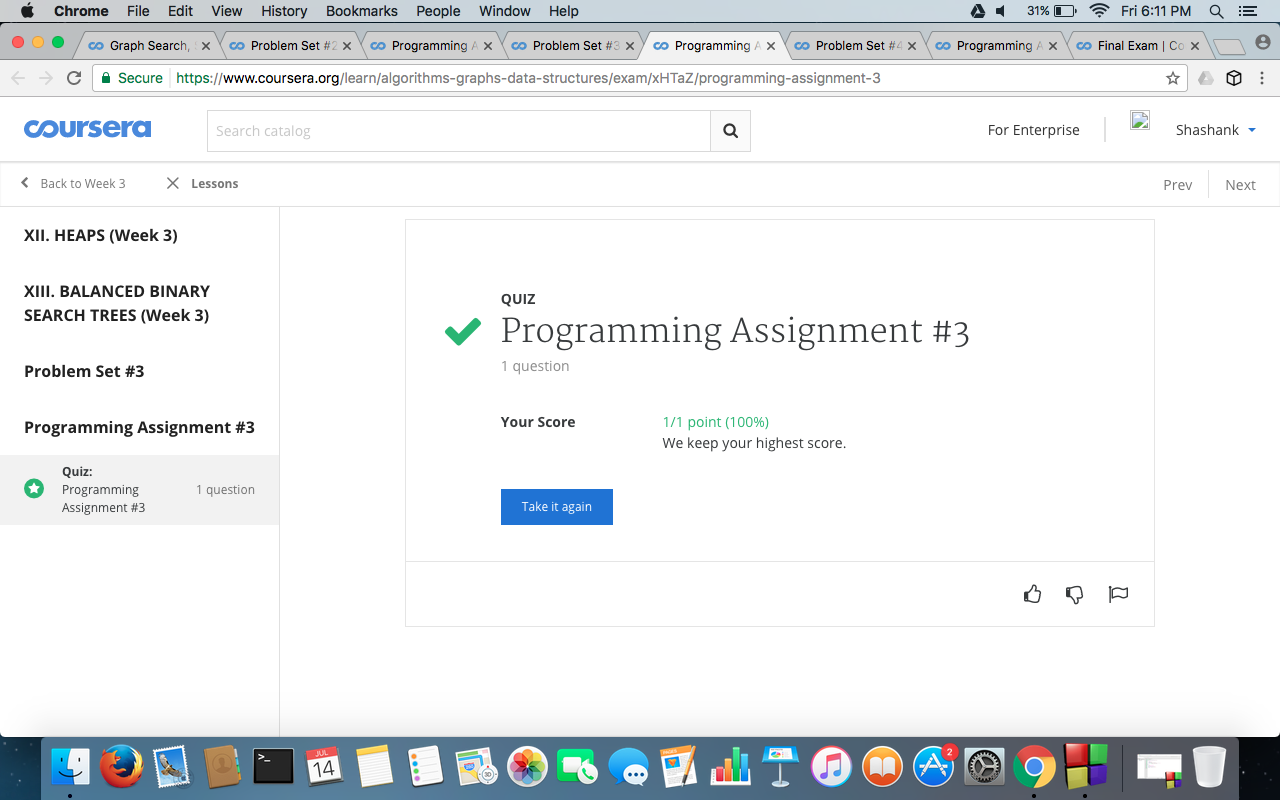 Chrome File Edit View History Bookmarks People Window Help 31% Fri 6:11 PM
Graph Search, Problem Set #2 Programming A Problem Set #3 Programming A Problem Set #4 Programming A Final Exam | Co
Secure https://www.coursera.org/learn/algorithms-graphs-data-structures/exam/xHTaZ/programming-assignment-3
coursera Search catalog For Enterprise Shashank
Back to Week 3 Lessons Prev Next
XII. HEAPS (Week 3)
XIII. BALANCED BINARY
SEARCH TREES (Week 3)
Problem Set #3
Programming Assignment #3
Quiz:
Programming 1 question
Assignment #3
QUIZ
Programming Assignment #3
1 question
Your Score 1/1 point (100%)
We keep your highest score.
Take it again
>_
JUL
14
30
2